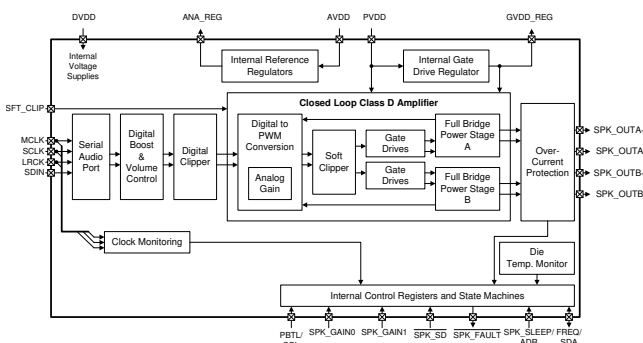 DVDD
ANA_REG
AVDD
PVDD
GVDD_REG
Internal
Voltage
Supplies
Internal Reference
Regulators
Internal Gate
Drive Regulator
SFT_CLIP
Closed Loop Class D Amplifier
MCLK
SCLK
LRCK
SDIN
Serial
Audio
Port
Digital
Boost
&
Volume
Control
Digital
Clipper
Digital to
PWM
Conversion
Analog
Gain
Soft
Clipper
Gate
Drives
Gate
Drives
Full Bridge
Power Stage
A
Full Bridge
Power Stage
B
Over-
Current
Protection
SPK_OUTA-
SPK_OUTA
SPK_OUTB-
SPK_OUTB
Clock Monitoring
Die
Temp. Monitor
Internal Control Registers and State Machines
PBTL/
SPK_GAIN0
SPK_GAIN1
SPK_SD
SPK_FAULT
SPK_SLEEP/
ADR
FREQ/
SDA